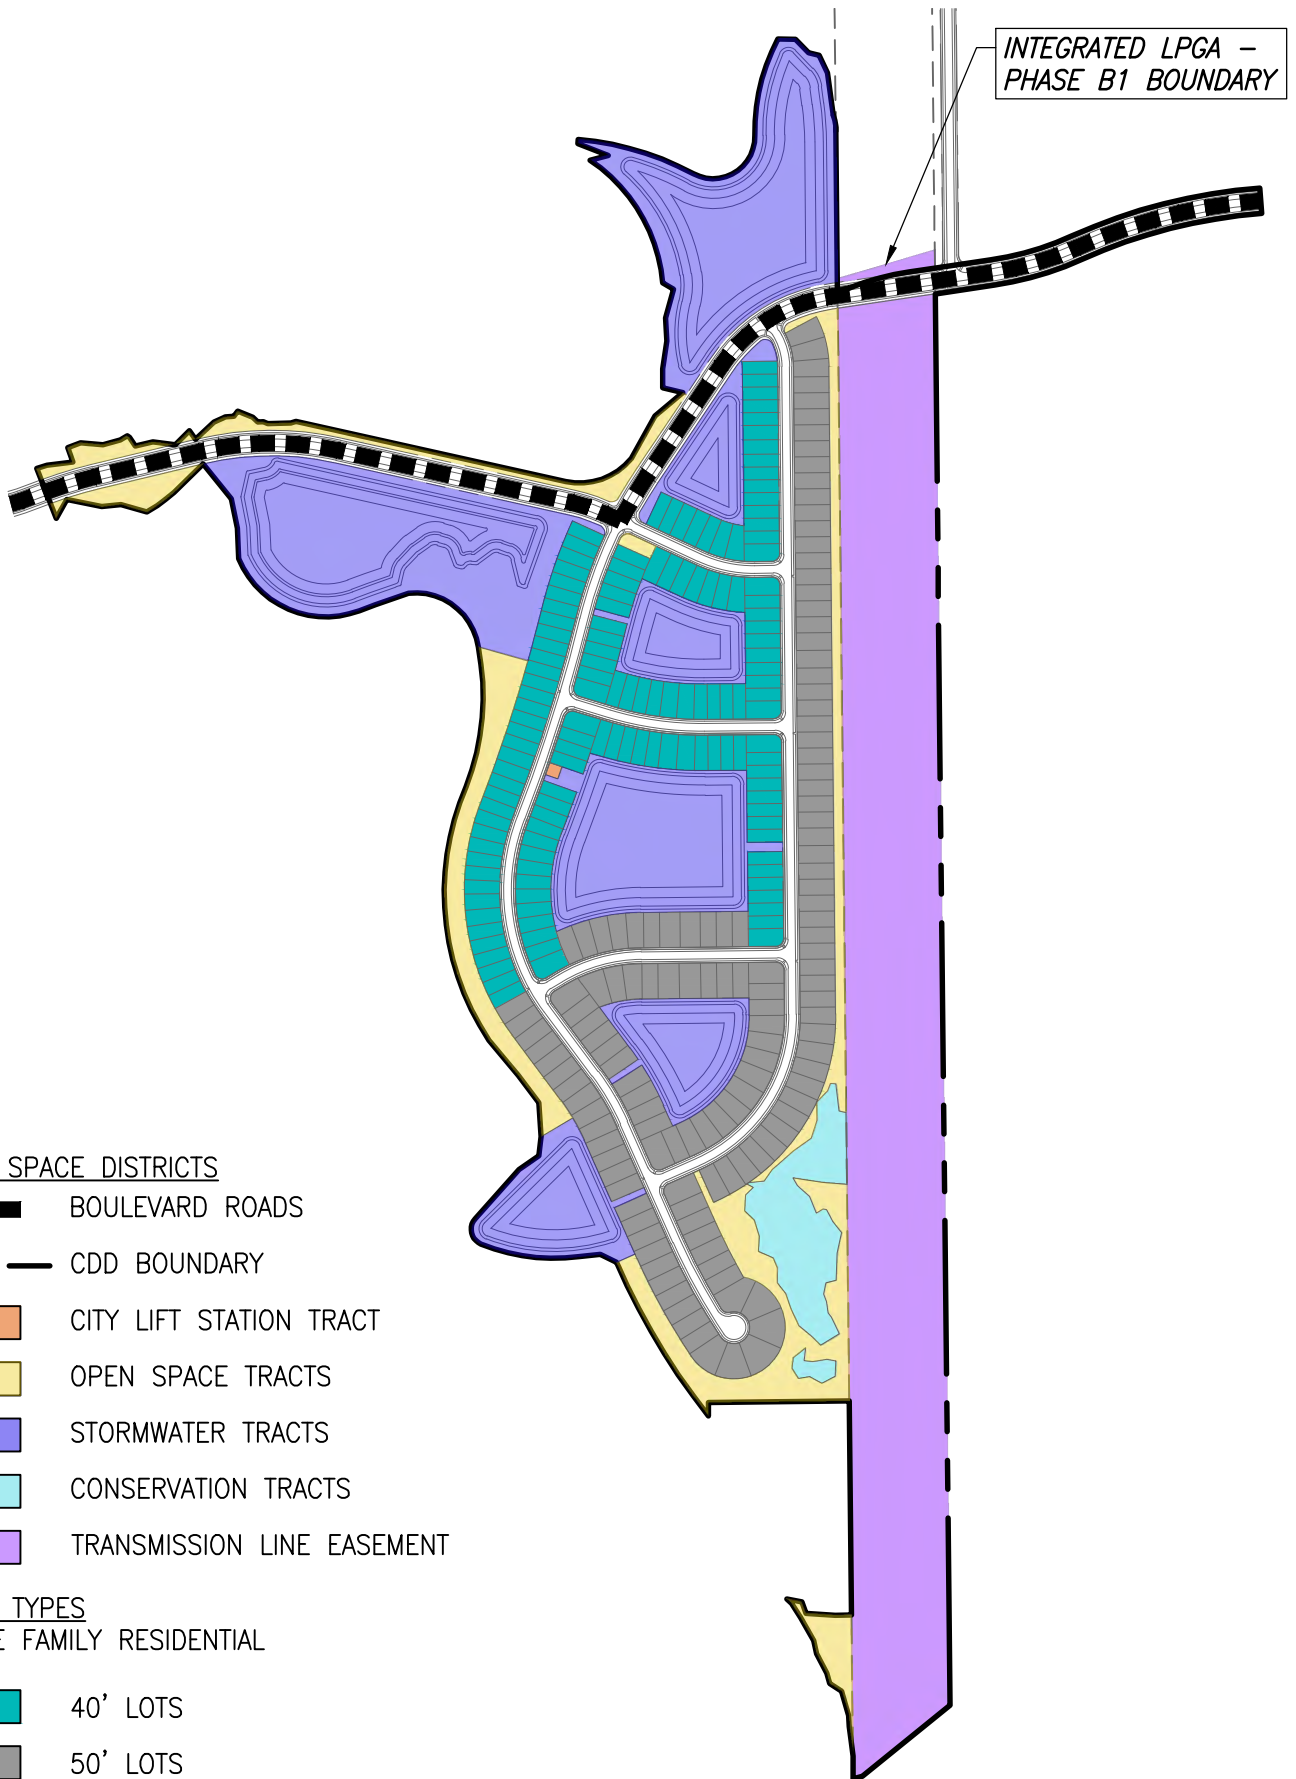 INTEGRATED LPGA –
PHASE B1 BOUNDARY
SPACE DISTRICTS
BOULEVARD ROADS
CDD BOUNDARY
CITY LIFT STATION TRACT
OPEN SPACE TRACTS
STORMWATER TRACTS
CONSERVATION TRACTS
TRANSMISSION LINE EASEMENT
TYPES
E FAMILY RESIDENTIAL
40' LOTS
50' LOTS